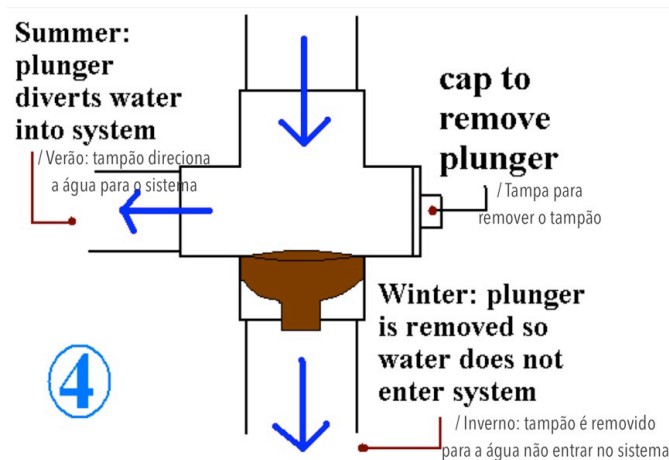 Summer:
plunger
diverts water
into system
/ Verão: tampão direciona
a água para o sistema
cap to
remove
plunger
/ Tampa para
remover o tampão
Winter: plunger
is removed so
water does not
enter system
/ Inverno: tampão é removido
para a água não entrar no sistema
4